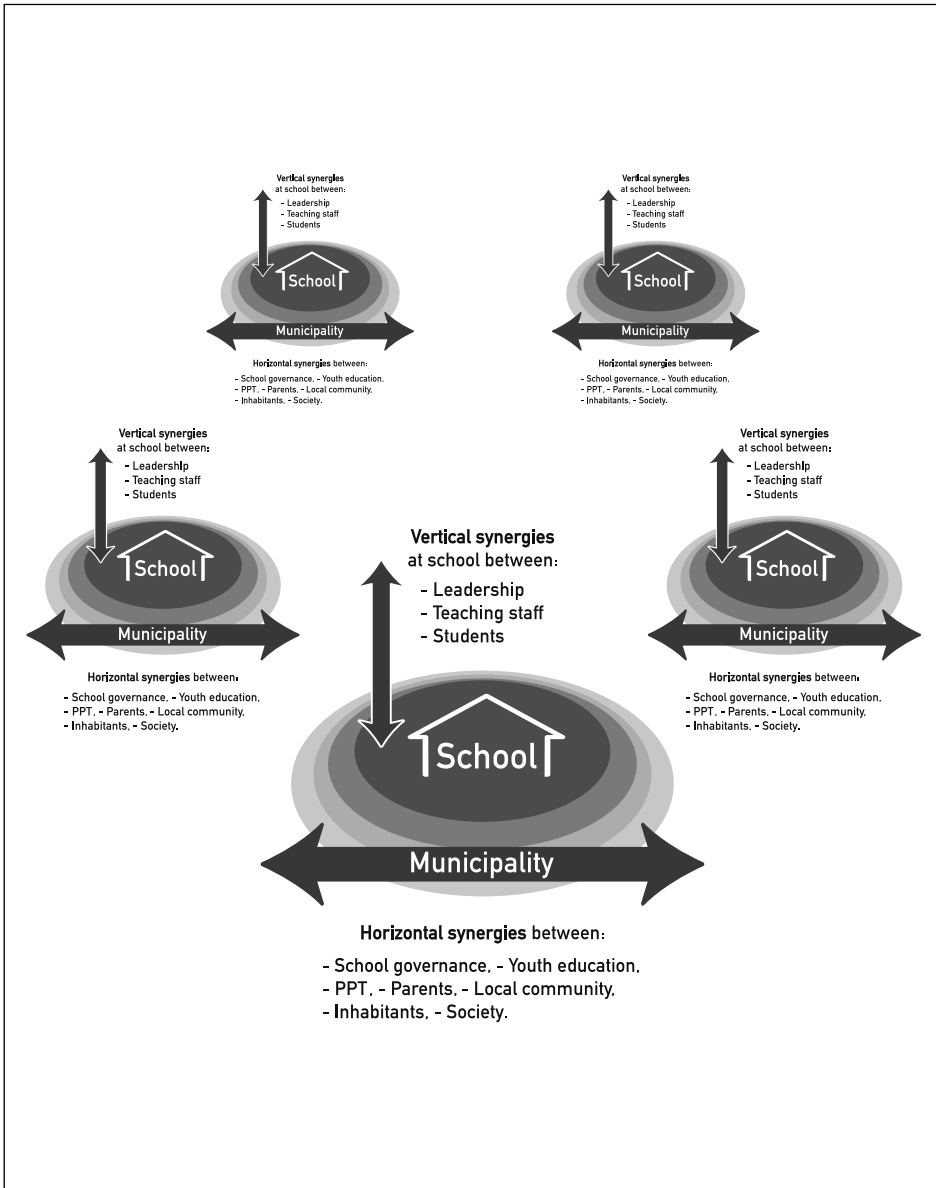 Vertical synergies
at school between:
- Leadership
- Teaching staff
- Students
School
Municipality
Horizontal synergies between:
- School governance, - Youth education,
- PPT, - Parents, - Local community,
- Inhabitants, - Society.
Vertical synergies
at school between:
- Leadership
- Teaching staff
- Students
School
Municipality
Horizontal synergies between:
- School governance, - Youth education,
- PPT, - Parents, - Local community,
- Inhabitants, - Society.
Vertical synergies
at school between:
- Leadership
- Teaching staff
- Students
School
Municipality
Horizontal synergies between:
- School governance, - Youth education,
- PPT, - Parents, - Local community,
- Inhabitants, - Society.
Vertical synergies
at school between:
- Leadership
- Teaching staff
- Students
School
Municipality
Horizontal synergies between:
- School governance, - Youth education,
- PPT, - Parents, - Local community,
- Inhabitants, - Society.
Vertical synergies
at school between:
- Leadership
- Teaching staff
- Students
School
Municipality
Horizontal synergies between:
- School governance, - Youth education,
- PPT, - Parents, - Local community,
- Inhabitants, - Society.